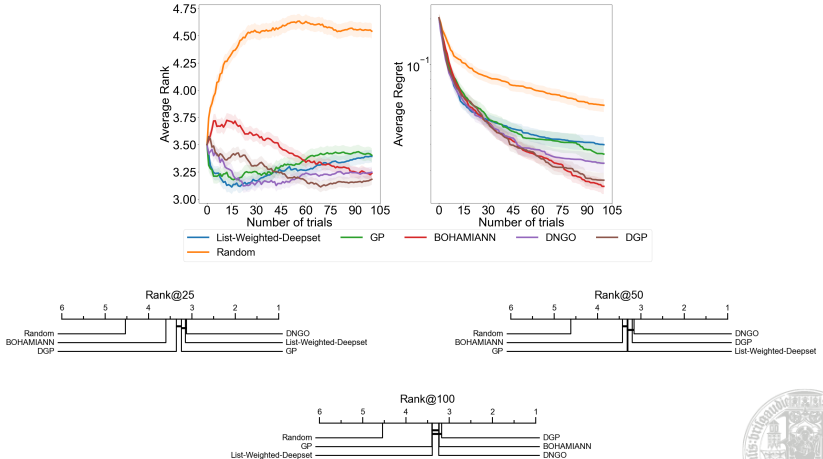 4.75
4.50
4.25
4.00
3.75
3.50
3.25
3.00
Average Rank
0 15 30 45 60 75 90 105
Number of trials
10⁻¹
Average Regret
0 15 30 45 60 75 90 105
Number of trials
List-Weighted-Deepset GP BOHAMIANN DNGO DGP
Random
Rank@25
6 5 4 3 2 1
Random DNGO
BOHAMIANN List-Weighted-Deepset
DGP GP
Rank@50
6 5 4 3 2 1
Random DNGO
BOHAMIANN DGP
GP List-Weighted-Deepset
Rank@100
6 5 4 3 2 1
Random DGP
GP BOHAMIANN
List-Weighted-Deepset DNGO